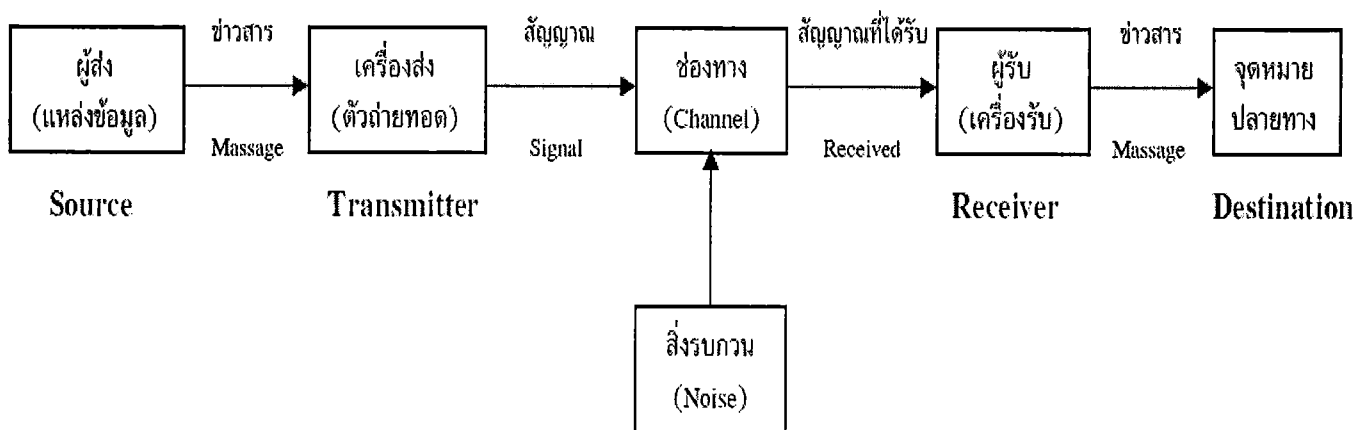 ข่าวสาร
สัญญาณ
สัญญาณที่ได้รับ
ข่าวสาร
ผู้ส่ง
(แหล่งข้อมูล)
เครื่องส่ง
(ตัวถ่ายทอด)
ช่องทาง
(Channel)
ผู้รับ
(เครื่องรับ)
จุดหมาย
ปลายทาง
Massage
Signal
Received
Massage
Source
Transmitter
Receiver
Destination
สิ่งรบกวน
(Noise)